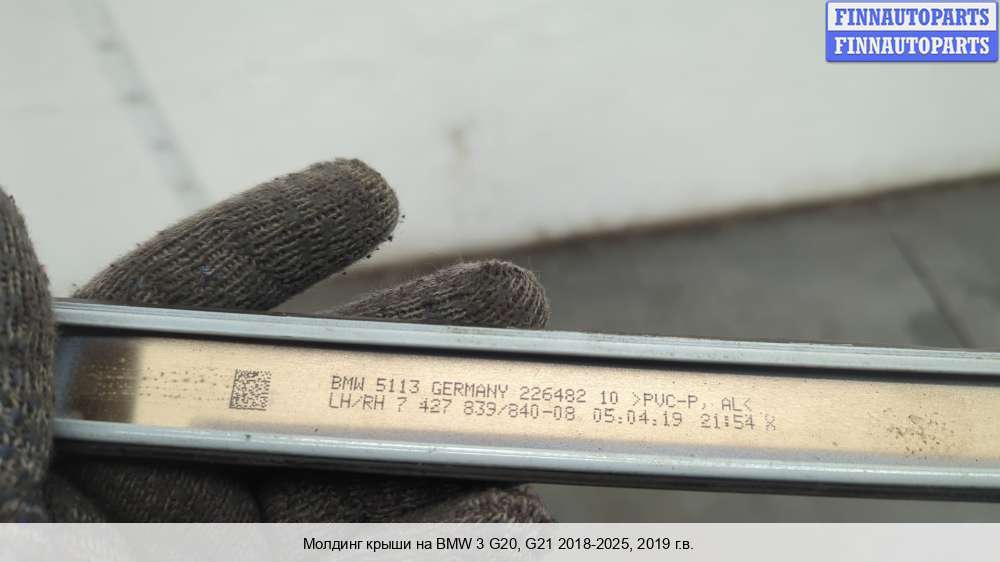 FINNAUTOPARTS
FINNAUTOPARTS
BMW 5113 GERMANY 226482 10 >PVC-P, AL<
LH/RH 7 427 839/840-08 05.04.19 21:54 X
Молдинг крыши на BMW 3 G20, G21 2018-2025, 2019 г.в.